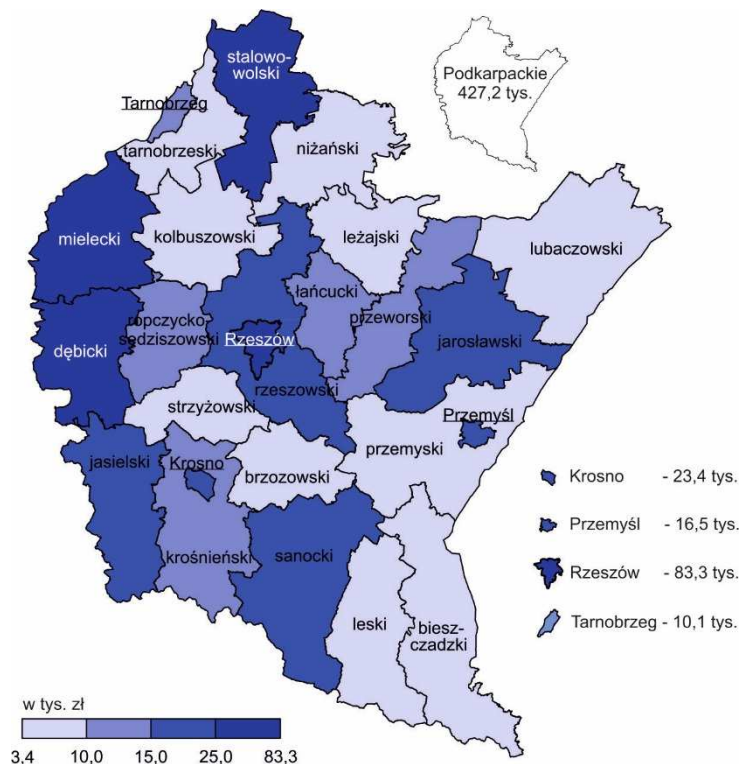 stalowo-
wolski
Podkarpackie
427,2 tys.
Tarnobrzeg
tarnobrzeski
niżański
mielecki
kolbuszowski
leżajski
lubaczowski
łańcucki
ropczycko-
sędziszowski
przeworski
dębicki
Rzeszów
jarosławski
rzeszowski
strzyżowski
Przemyśl
jasielski
Krosno
brzozowski
przemyski
Krosno - 23,4 tys.
Przemyśl - 16,5 tys.
krośnieński
sanocki
Rzeszów - 83,3 tys.
leski
biesz-
czadzki
Tarnobrzeg - 10,1 tys.
w tys. zł
3,4 10,0 15,0 25,0 83,3